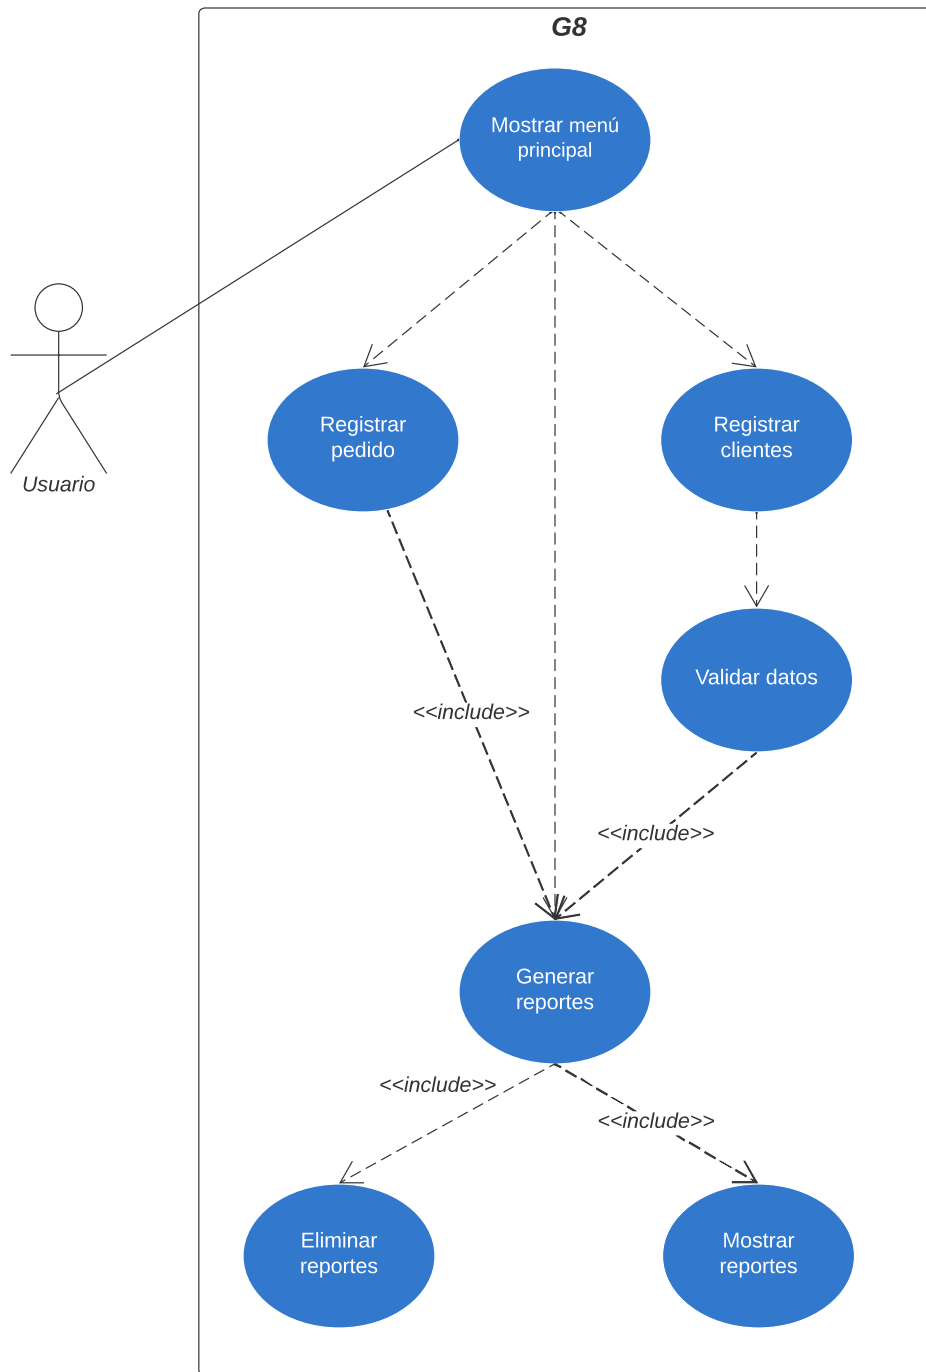 G8
Mostrar menú
principal
Usuario
Registrar
pedido
Registrar
clientes
Validar datos
<<include>>
<<include>>
Generar
reportes
<<include>>
<<include>>
Eliminar
reportes
Mostrar
reportes